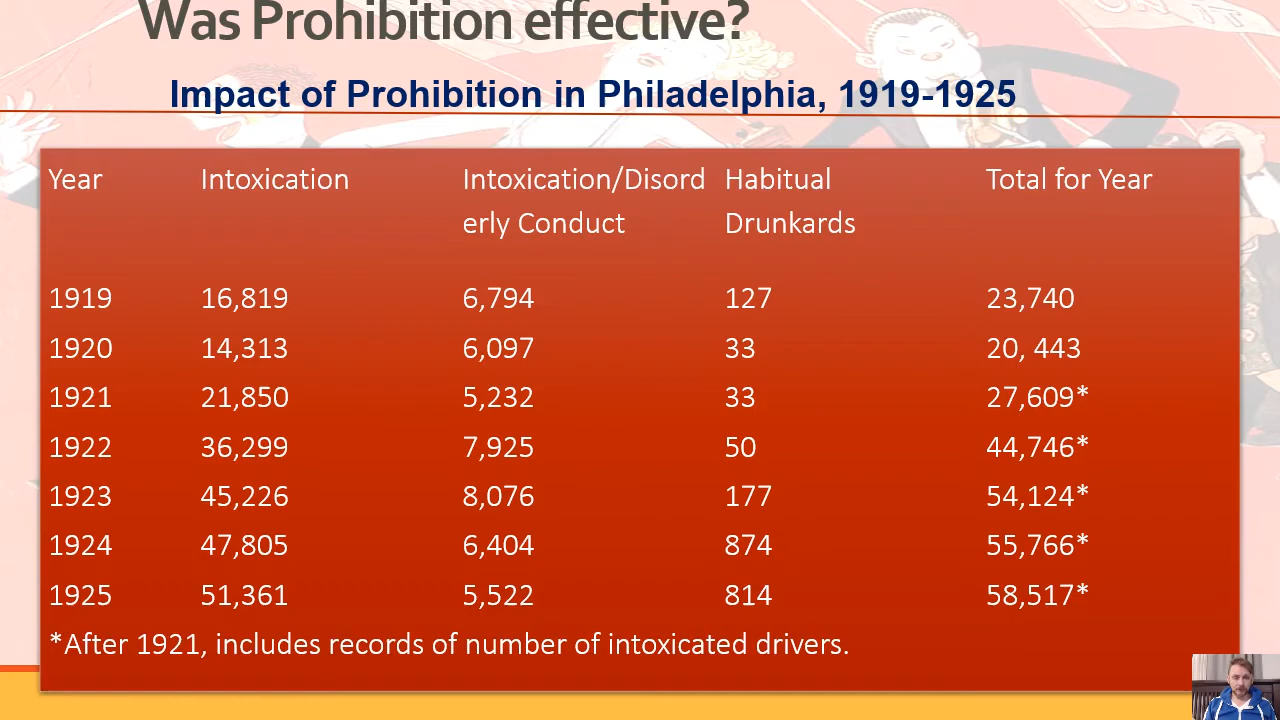 Was Prohibition effective?
Impact of Prohibition in Philadelphia, 1919-1925
Year Intoxication Intoxication/Disord Habitual Total for Year
erly Conduct Drunkards
1919 16,819 6,794 127 23,740
1920 14,313 6,097 33 20, 443
1921 21,850 5,232 33 27,609*
1922 36,299 7,925 50 44,746*
1923 45,226 8,076 177 54,124*
1924 47,805 6,404 874 55,766*
1925 51,361 5,522 814 58,517*
*After 1921, includes records of number of intoxicated drivers.